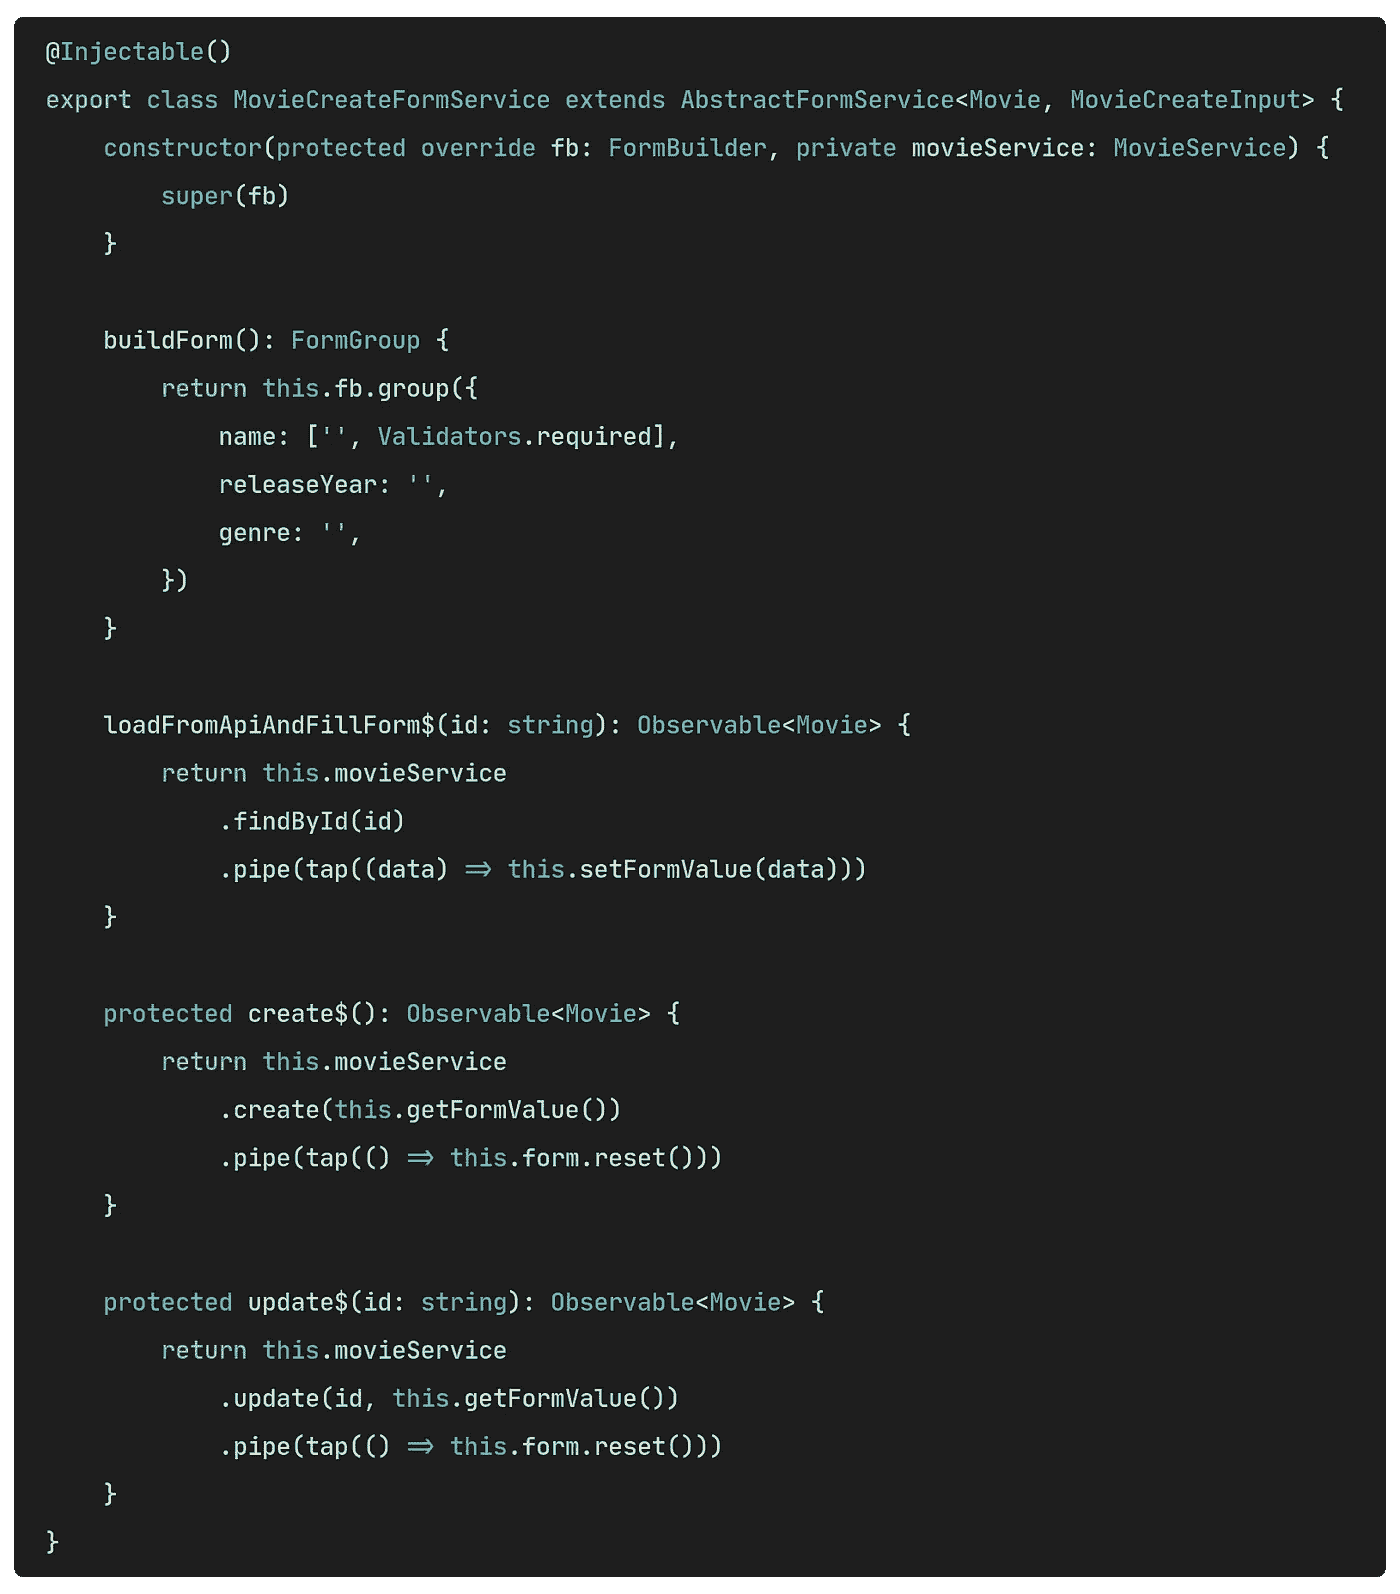 @Injectable()
export class MovieCreateFormService extends AbstractFormService<Movie, MovieCreateInput> {
    constructor(protected override fb: FormBuilder, private movieService: MovieService) {
        super(fb)
    }

    buildForm(): FormGroup {
        return this.fb.group({
            name: ['', Validators.required],
            releaseYear: '',
            genre: '',
        })
    }

    loadFromApiAndFillForm$(id: string): Observable<Movie> {
        return this.movieService
            .findById(id)
            .pipe(tap((data) => this.setFormValue(data)))
    }

    protected create$(): Observable<Movie> {
        return this.movieService
            .create(this.getFormValue())
            .pipe(tap(() => this.form.reset()))
    }

    protected update$(id: string): Observable<Movie> {
        return this.movieService
            .update(id, this.getFormValue())
            .pipe(tap(() => this.form.reset()))
    }
}